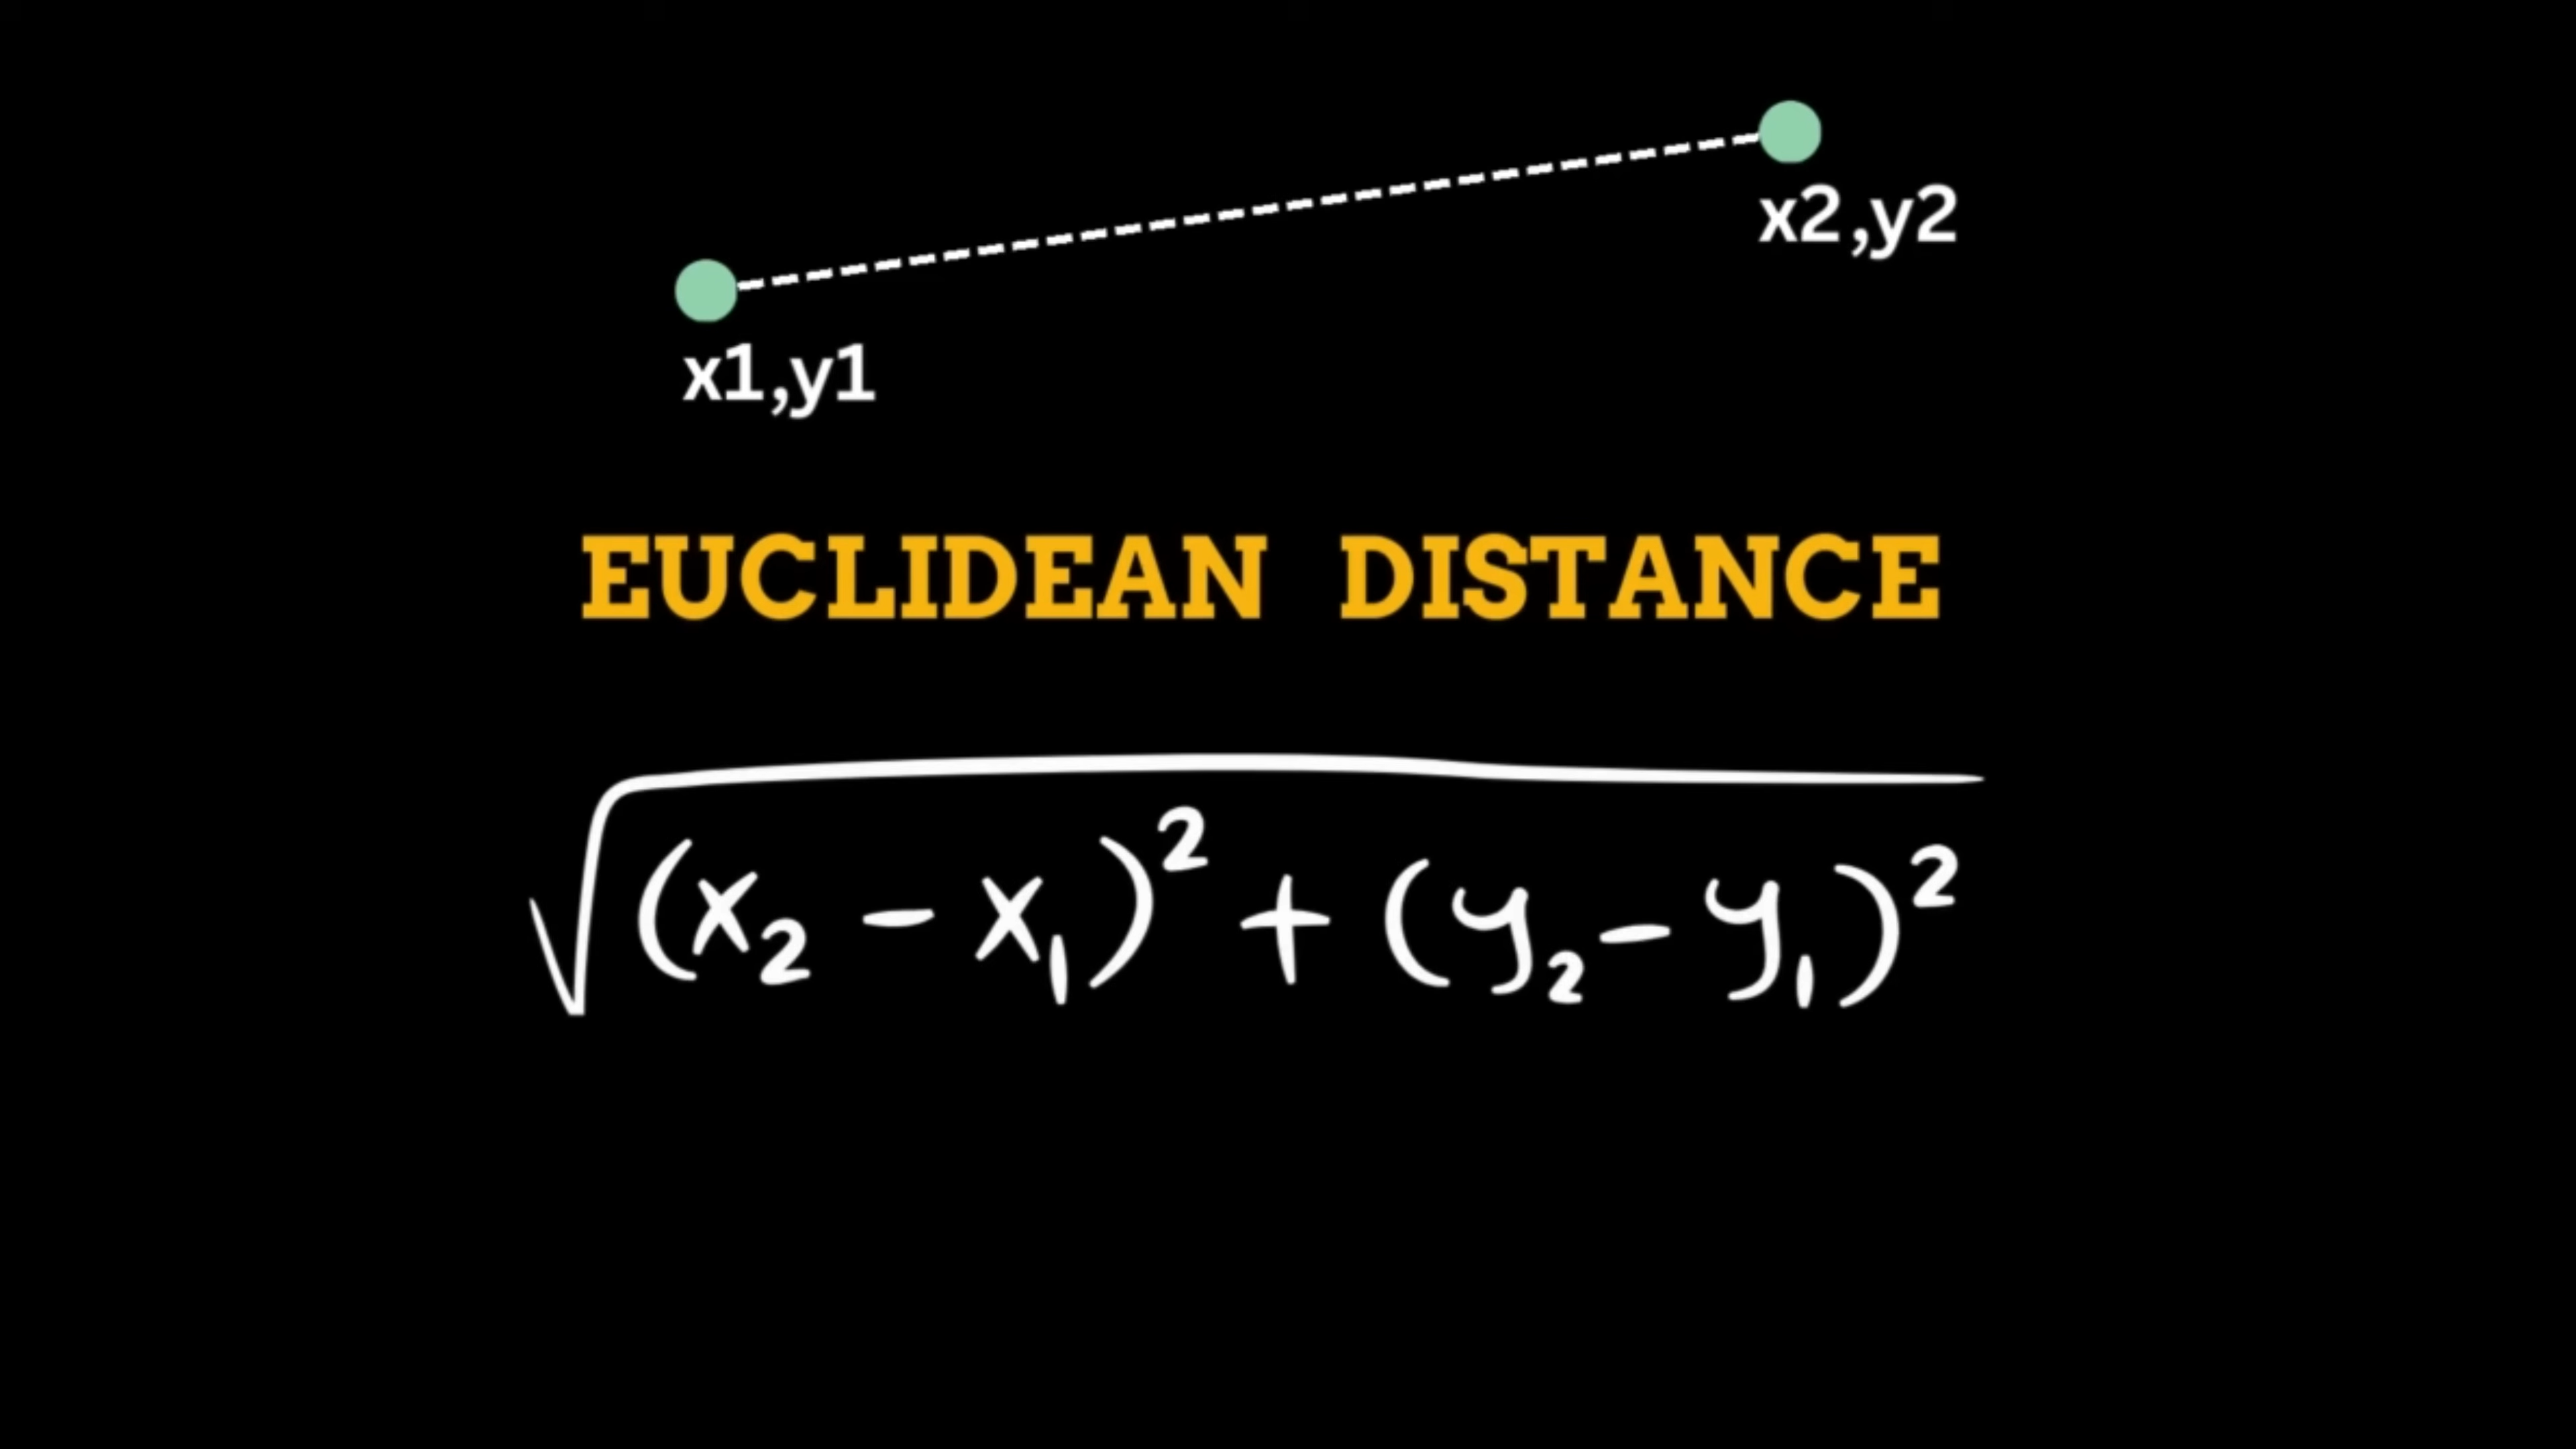 x2,y2
x1,y1
EUCLIDEAN DISTANCE
√(x₂ - x₁)² + (y₂ - y₁)²